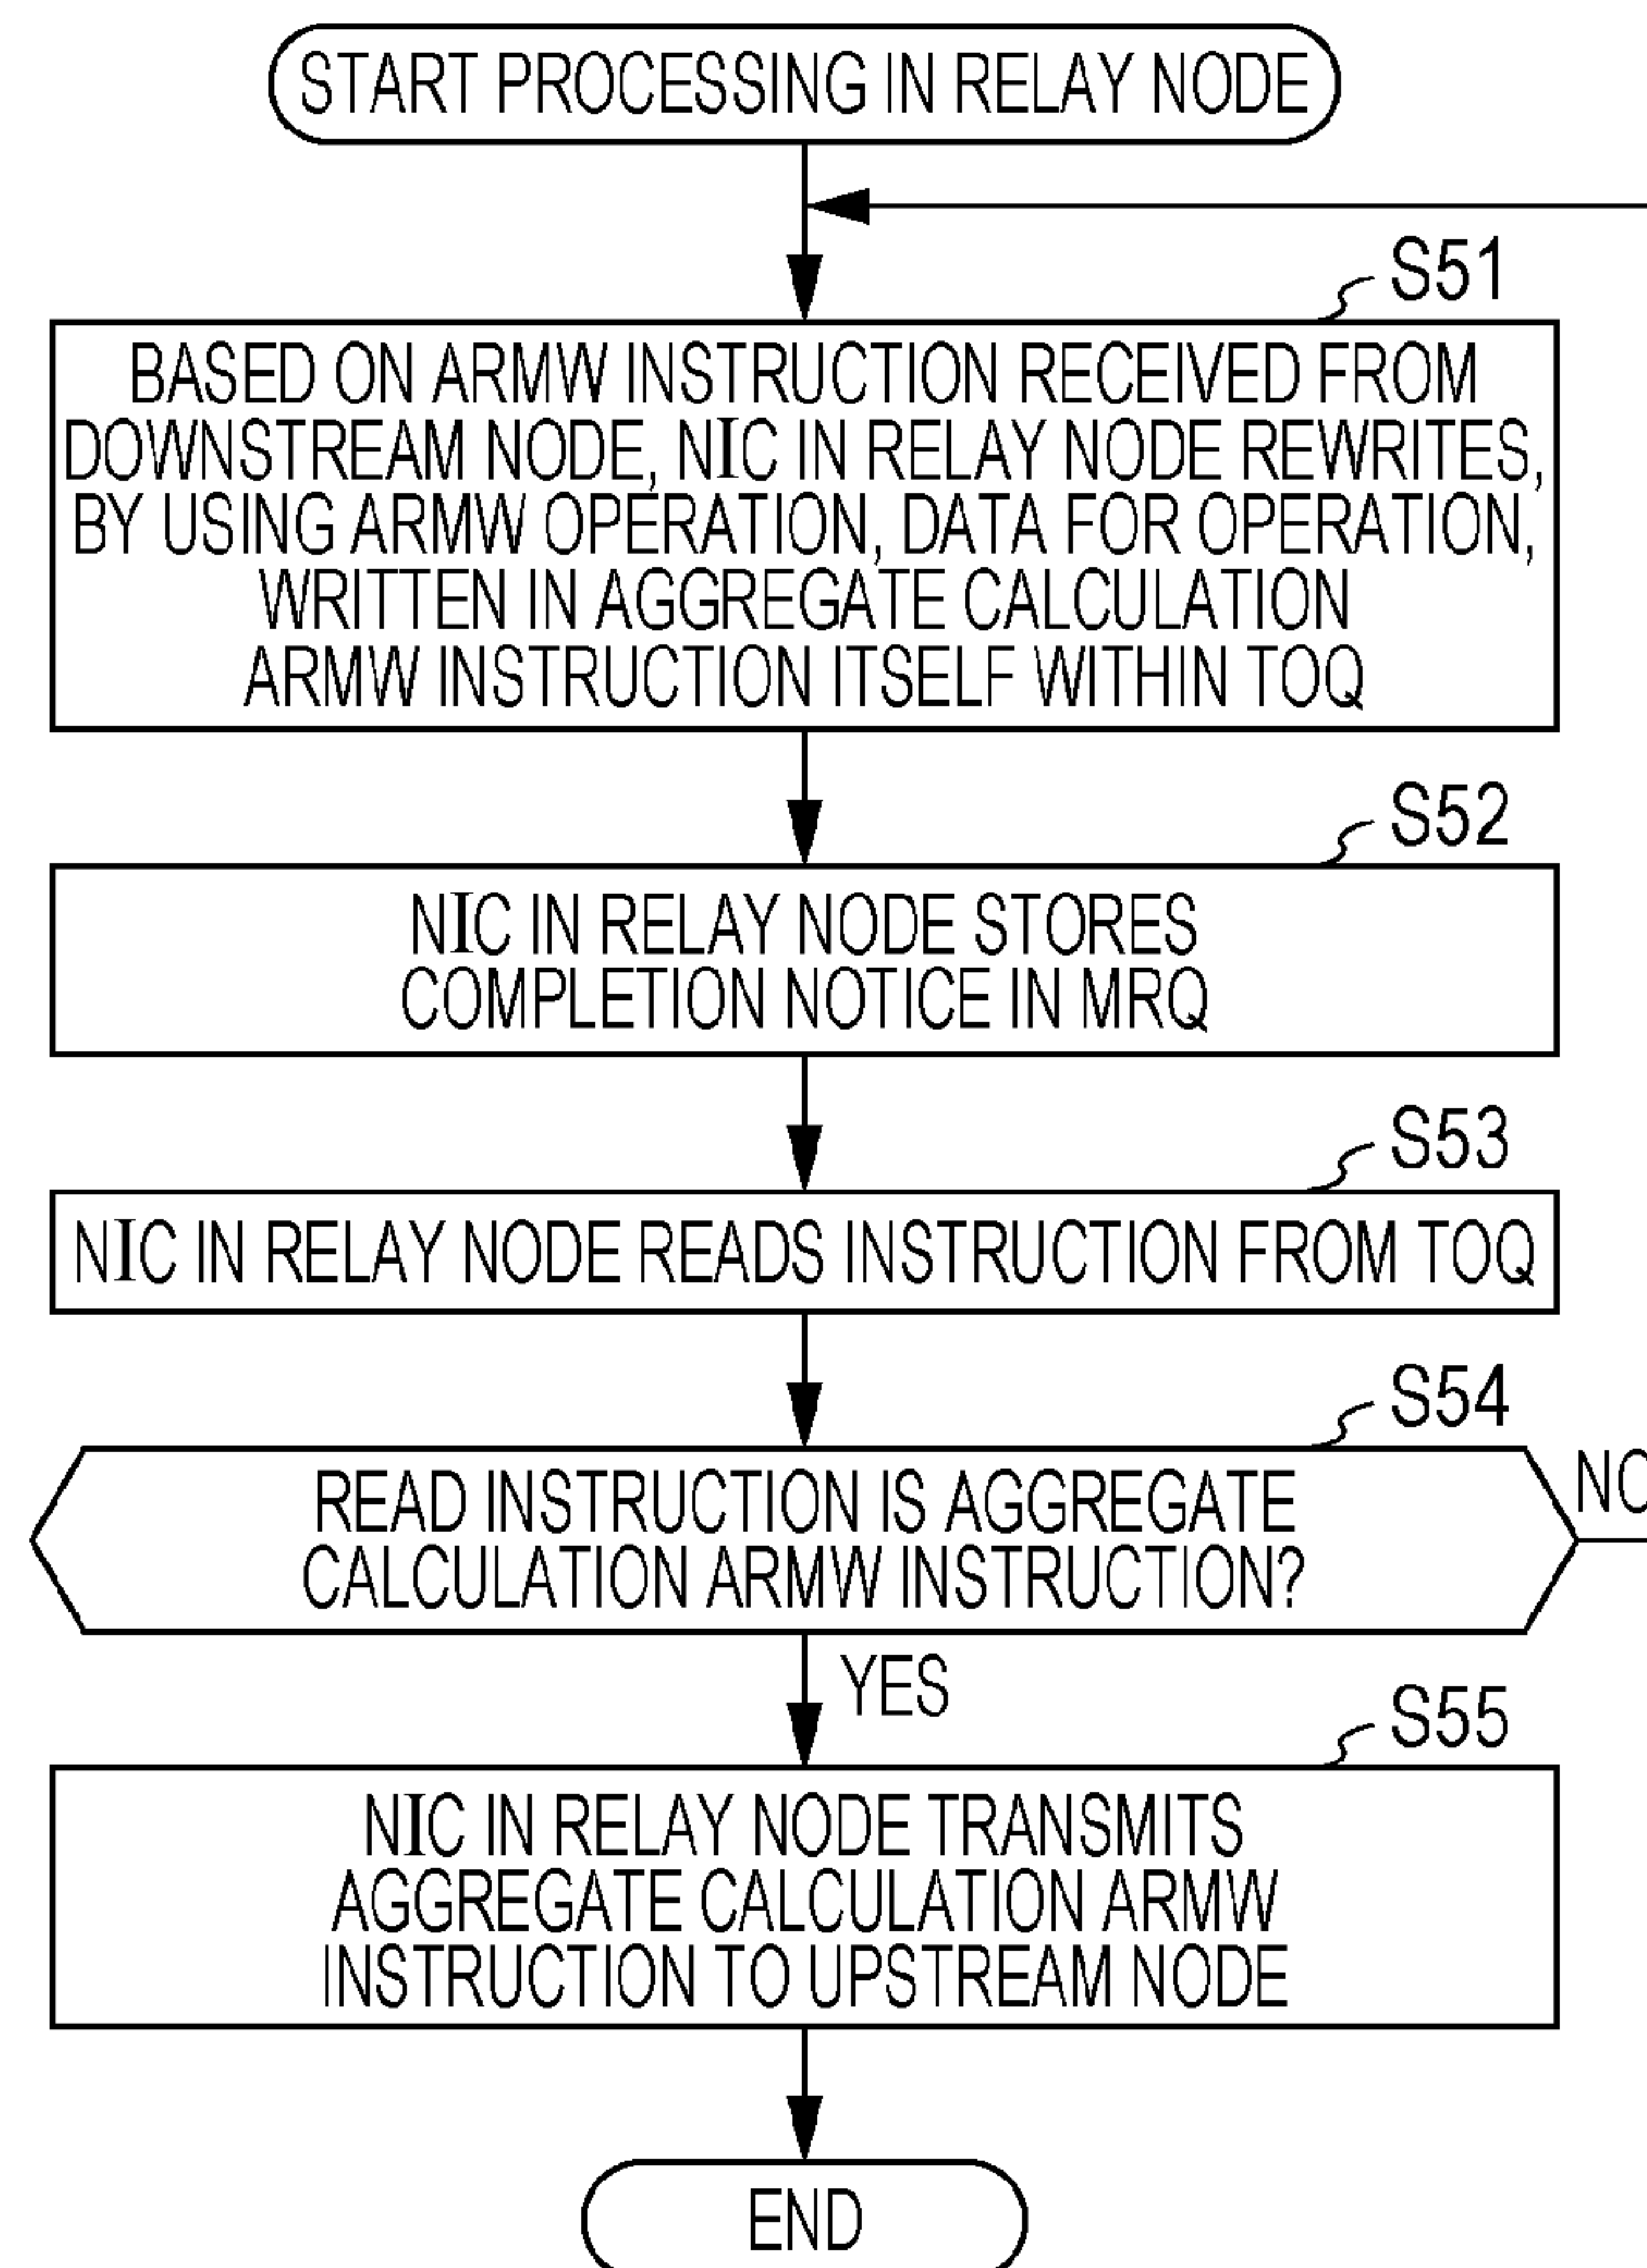 START PROCESSING IN RELAY NODE
S51
BASED ON ARMW INSTRUCTION RECEIVED FROM
DOWNSTREAM NODE, NIC IN RELAY NODE REWRITES,
BY USING ARMW OPERATION, DATA FOR OPERATION,
WRITTEN IN AGGREGATE CALCULATION
ARMW INSTRUCTION ITSELF WITHIN TOQ
S52
NIC IN RELAY NODE STORES
COMPLETION NOTICE IN MRQ
S53
NIC IN RELAY NODE READS INSTRUCTION FROM TOQ
S54
READ INSTRUCTION IS AGGREGATE
CALCULATION ARMW INSTRUCTION?
NO
YES
S55
NIC IN RELAY NODE TRANSMITS
AGGREGATE CALCULATION ARMW
INSTRUCTION TO UPSTREAM NODE
END